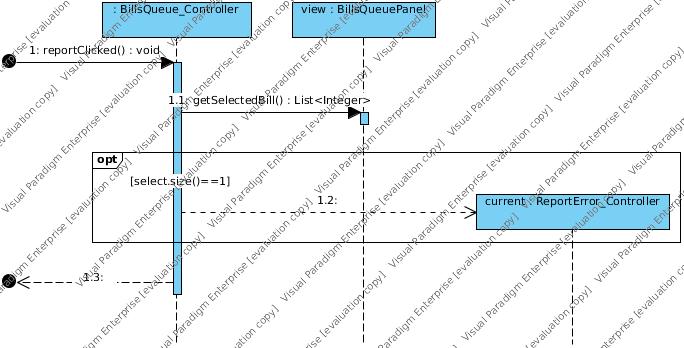 : BillsQueue_Controller
view : BillsQueuePanel
1: reportClicked() : void
1.1: getSelectedBill() : List<Integer>
opt
[select.size()==1]
1.2:
current : ReportError_Controller
1.3:
Visual Paradigm Enterprise [evaluation copy]